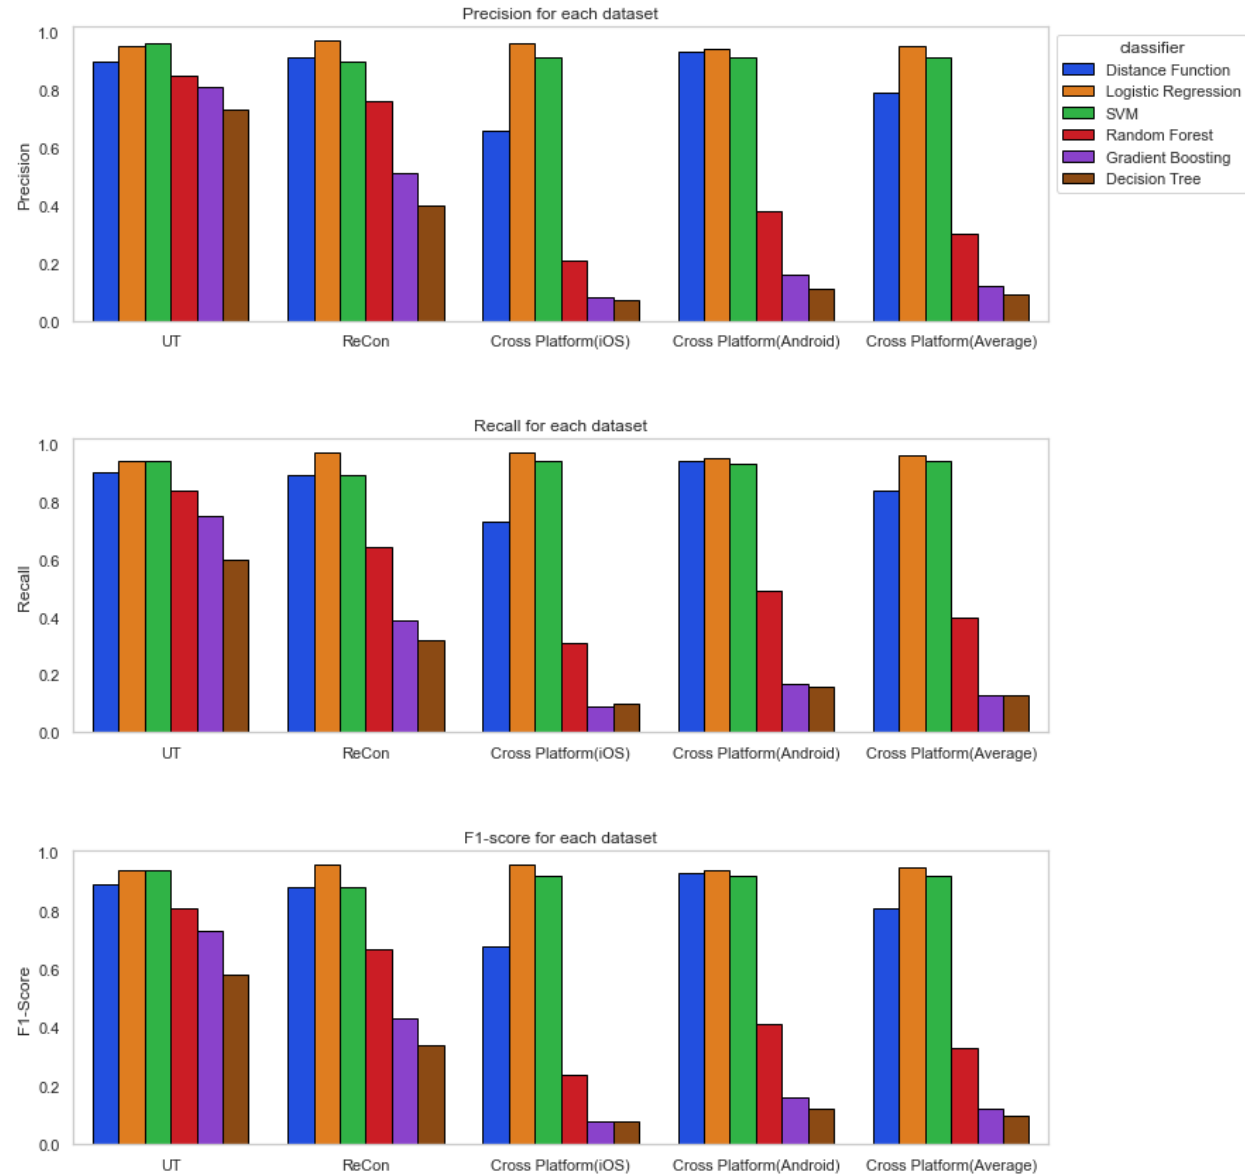 Precision for each dataset
1.0
0.8
0.6
0.4
0.2
0.0
Precision
UT ReCon Cross Platform(iOS) Cross Platform(Android) Cross Platform(Average)
classifier
Distance Function
Logistic Regression
SVM
Random Forest
Gradient Boosting
Decision Tree
Recall for each dataset
1.0
0.8
0.6
0.4
0.2
0.0
Recall
UT ReCon Cross Platform(iOS) Cross Platform(Android) Cross Platform(Average)
F1-score for each dataset
1.0
0.8
0.6
0.4
0.2
0.0
F1-Score
UT ReCon Cross Platform(iOS) Cross Platform(Android) Cross Platform(Average)